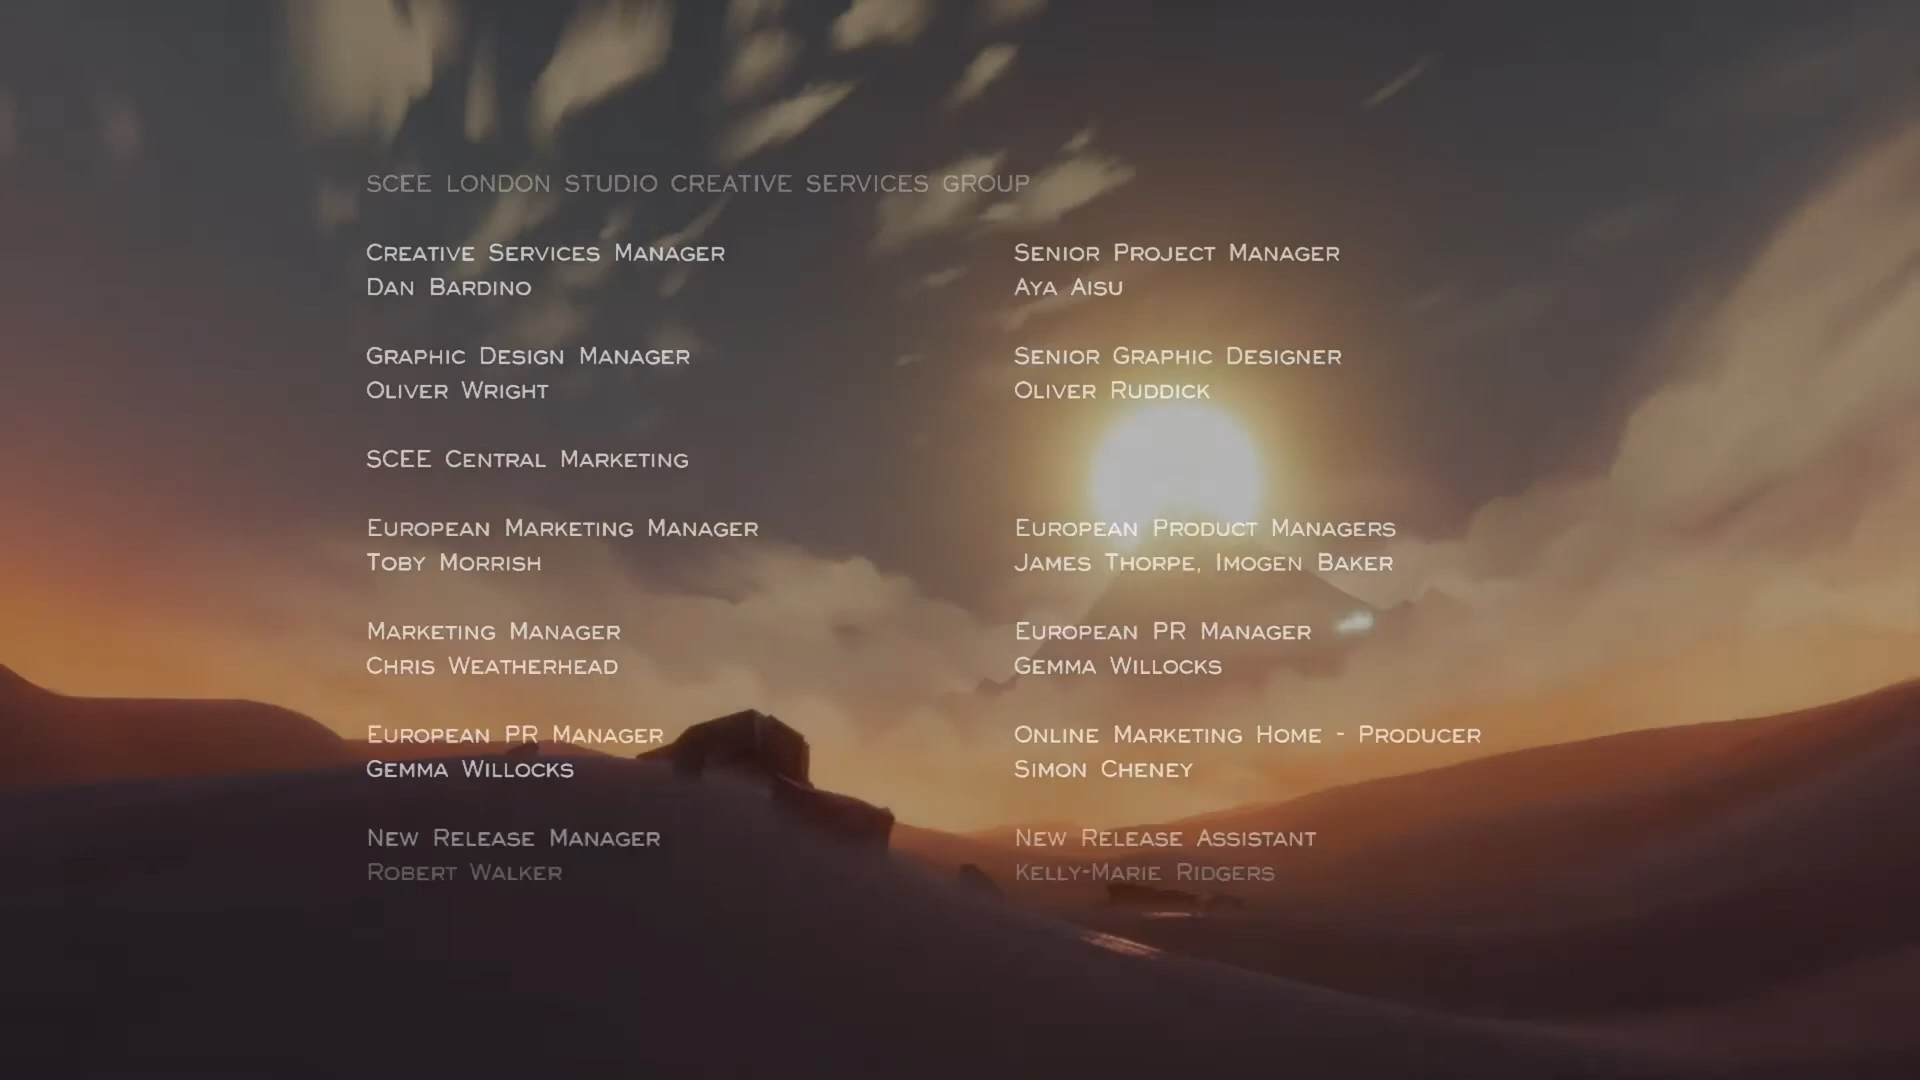 SCEE LONDON STUDIO CREATIVE SERVICES GROUP
CREATIVE SERVICES MANAGER
DAN BARDINO
SENIOR PROJECT MANAGER
AYA AISU
GRAPHIC DESIGN MANAGER
OLIVER WRIGHT
SENIOR GRAPHIC DESIGNER
OLIVER RUDDICK
SCEE CENTRAL MARKETING
EUROPEAN MARKETING MANAGER
TOBY MORRISH
EUROPEAN PRODUCT MANAGERS
JAMES THORPE, IMOGEN BAKER
MARKETING MANAGER
CHRIS WEATHERHEAD
EUROPEAN PR MANAGER
GEMMA WILLOCKS
EUROPEAN PR MANAGER
GEMMA WILLOCKS
ONLINE MARKETING HOME - PRODUCER
SIMON CHENEY
NEW RELEASE MANAGER
ROBERT WALKER
NEW RELEASE ASSISTANT
KELLY-MARIE RIDGERS